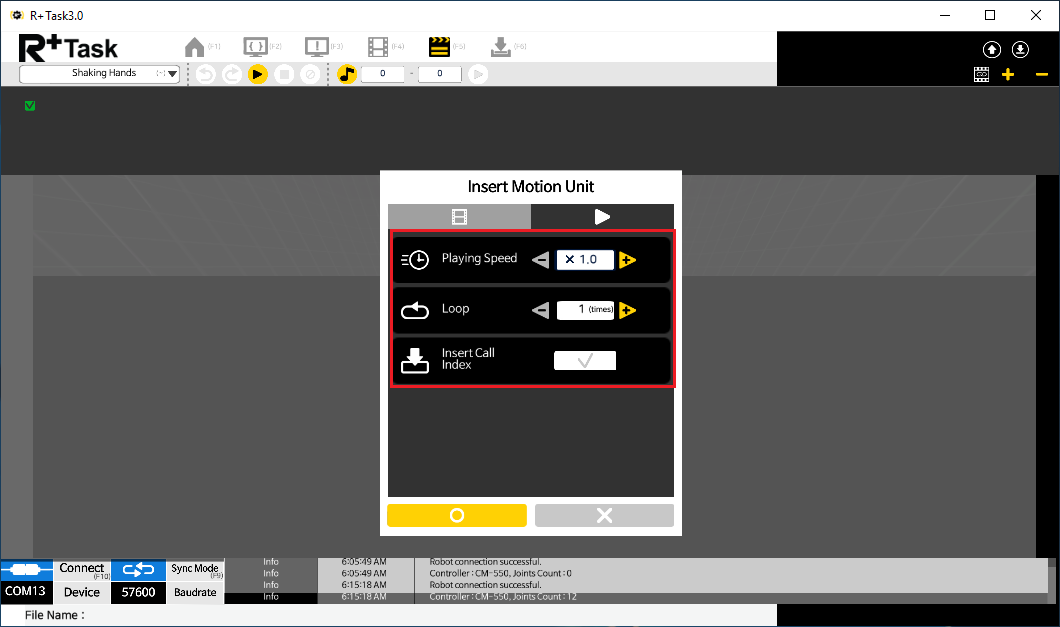 R+Task3.0
R+Task
(F1)
(F2)
(F3)
(F4)
(F5)
(F6)
Shaking Hands
0 - 0
Insert Motion Unit
Playing Speed
× 1.0
Loop
1 (times)
Insert Call
Index
Connect
(F10)
Sync Mode
(F9)
COM13
Device
57600
Baudrate
Info 6:05:49 AM Robot connection successful.
Info 6:05:49 AM Controller : CM-550, Joints Count : 0
Info 6:15:18 AM Robot connection successful.
Info 6:15:18 AM Controller : CM-550, Joints Count : 12
File Name :